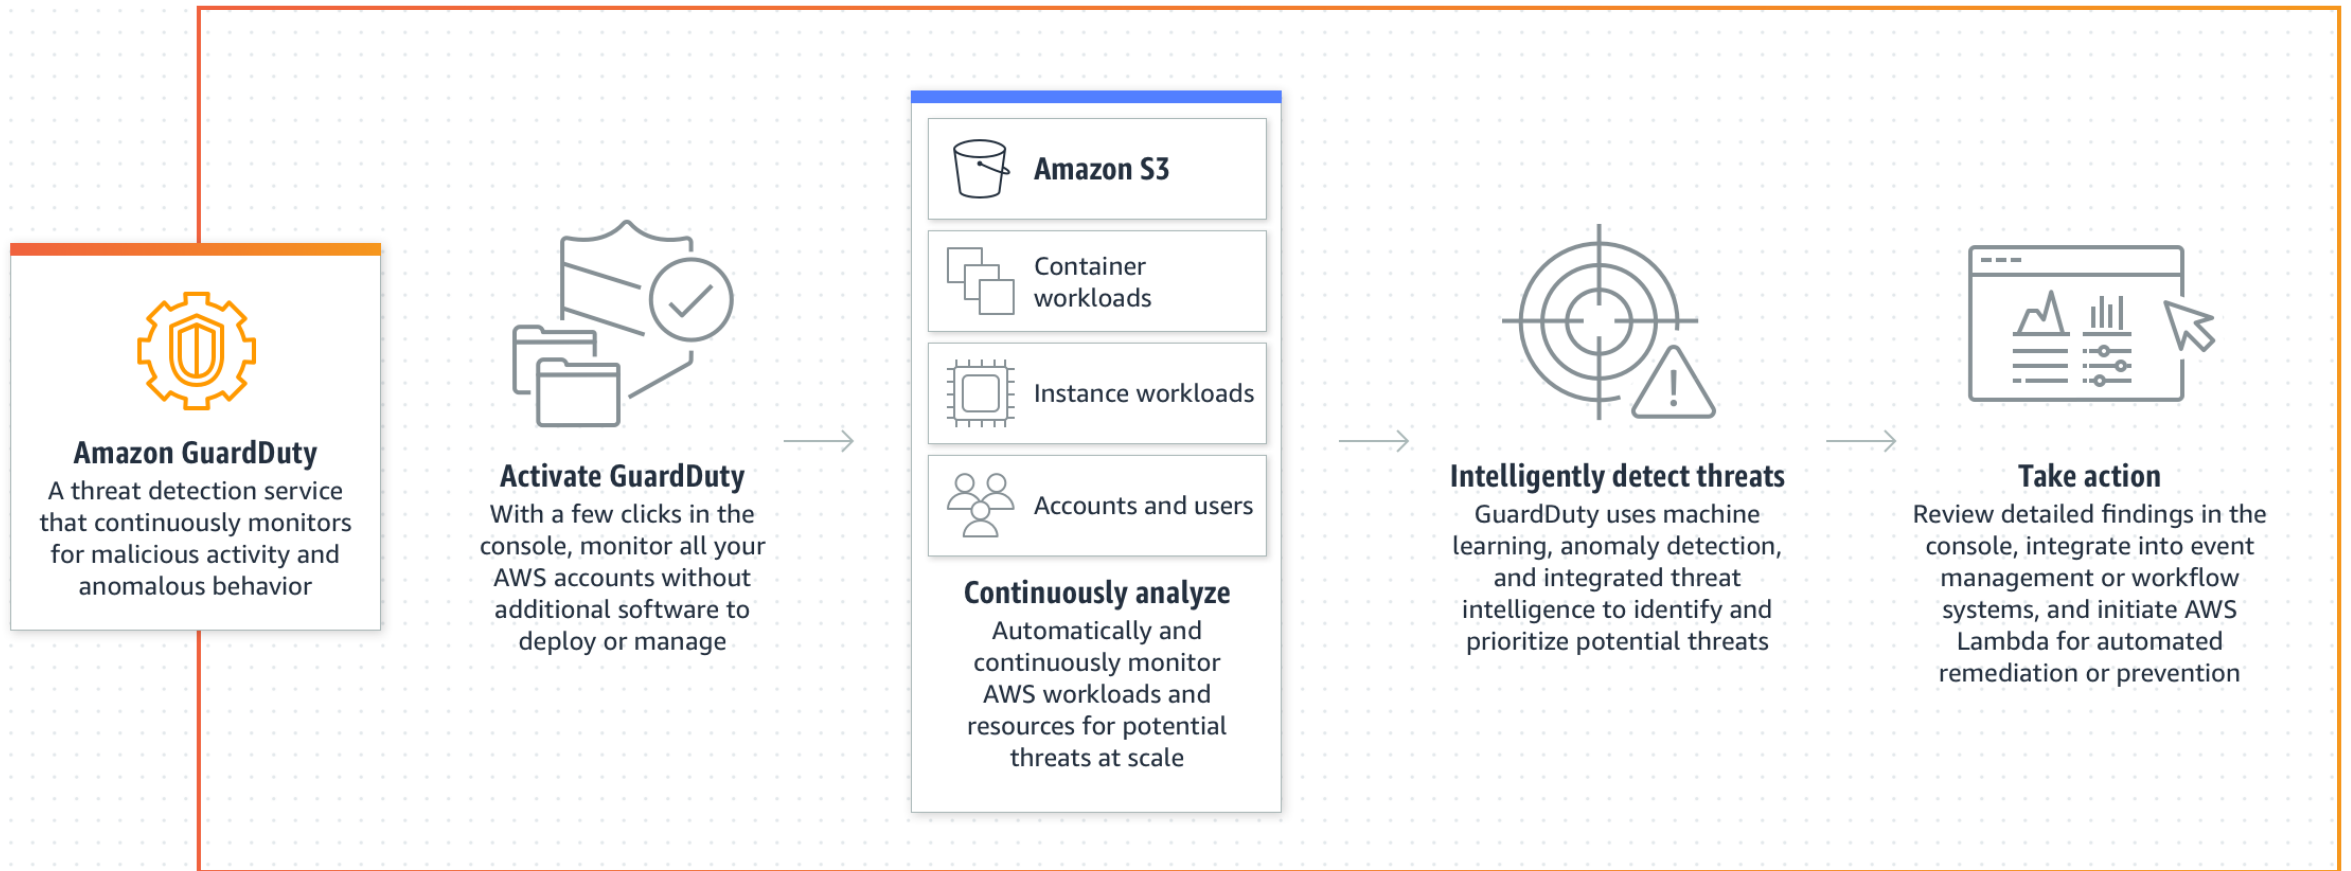 Amazon GuardDuty
A threat detection service
that continuously monitors
for malicious activity and
anomalous behavior
Activate GuardDuty
With a few clicks in the
console, monitor all your
AWS accounts without
additional software to
deploy or manage
Amazon S3
Container
workloads
Instance workloads
Accounts and users
Continuously analyze
Automatically and
continuously monitor
AWS workloads and
resources for potential
threats at scale
Intelligently detect threats
GuardDuty uses machine
learning, anomaly detection,
and integrated threat
intelligence to identify and
prioritize potential threats
Take action
Review detailed findings in the
console, integrate into event
management or workflow
systems, and initiate AWS
Lambda for automated
remediation or prevention